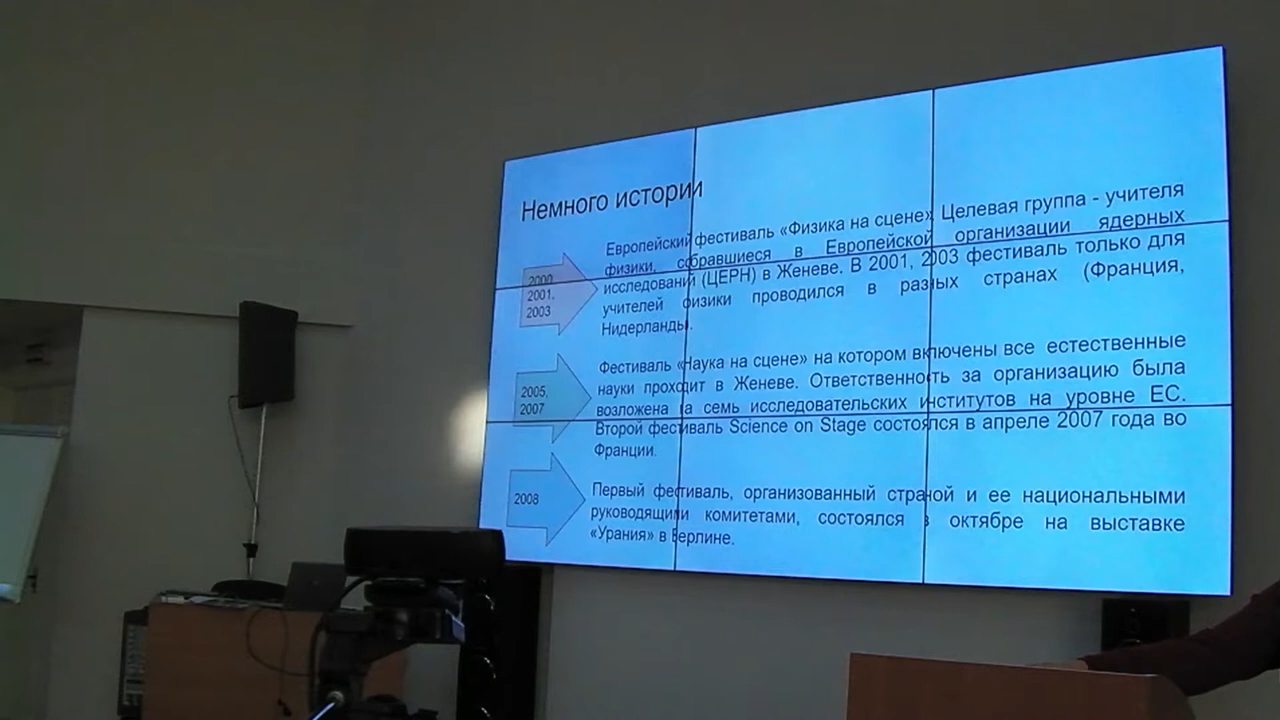 Немного истории
2000
2001,
2003
Европейский фестиваль «Физика на сцене» Целевая группа - учителя
физики, собравшиеся в Европейской организации ядерных
исследований (ЦЕРН) в Женеве. В 2001, 2003 фестиваль только для
учителей физики проводился в разных странах (Франция,
Нидерланды.
2005,
2007
Фестиваль «Наука на сцене» на котором включены все естественные
науки проходит в Женеве. Ответственность за организацию была
возложена на семь исследовательских институтов на уровне ЕС.
Второй фестиваль Science on Stage состоялся в апреле 2007 года во
Франции.
2008
Первый фестиваль, организованный страной и ее национальными
руководящими комитетами, состоялся в октябре на выставке
«Урания» в Берлине.